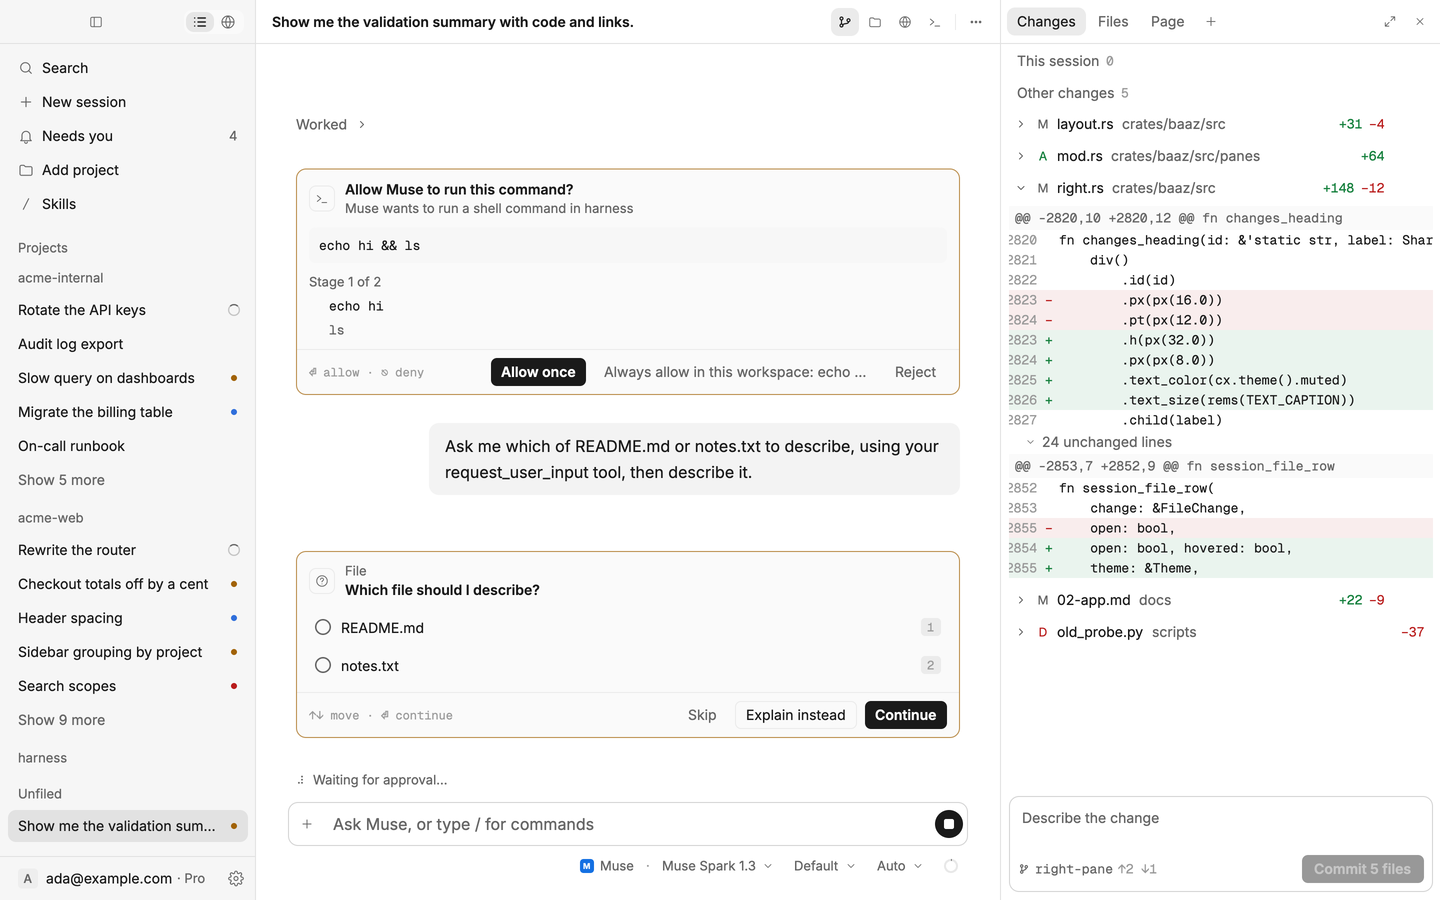 Search
New session
Needs you 4
Add project
Skills
Projects
acme-internal
Rotate the API keys
Audit log export
Slow query on dashboards
Migrate the billing table
On-call runbook
Show 5 more
acme-web
Rewrite the router
Checkout totals off by a cent
Header spacing
Sidebar grouping by project
Search scopes
Show 9 more
harness
Unfiled
Show me the validation sum...
A ada@example.com · Pro
Show me the validation summary with code and links.
Worked
Allow Muse to run this command?
Muse wants to run a shell command in harness
echo hi && ls
Stage 1 of 2
echo hi
ls
allow · deny
Allow once
Always allow in this workspace: echo ...
Reject
Ask me which of README.md or notes.txt to describe, using your
request_user_input tool, then describe it.
File
Which file should I describe?
README.md 1
notes.txt 2
↑↓ move · continue
Skip
Explain instead
Continue
Waiting for approval...
+ Ask Muse, or type / for commands
M Muse · Muse Spark 1.3 Default Auto
Changes Files Page +
This session 0
Other changes 5
M layout.rs crates/baaz/src +31 −4
A mod.rs crates/baaz/src/panes +64
M right.rs crates/baaz/src +148 −12
@@ -2820,10 +2820,12 @@ fn changes_heading
2820 fn changes_heading(id: &'static str, label: Shar
2821 div()
2822 .id(id)
2823 − .px(px(16.0))
2824 − .pt(px(12.0))
2823 + .h(px(32.0))
2824 + .px(px(8.0))
2825 + .text_color(cx.theme().muted)
2826 + .text_size(rems(TEXT_CAPTION))
2827 .child(label)
24 unchanged lines
@@ -2853,7 +2852,9 @@ fn session_file_row
2852 fn session_file_row(
2853 change: &FileChange,
2855 − open: bool,
2854 + open: bool, hovered: bool,
2855 + theme: &Theme,
M 02-app.md docs +22 −9
D old_probe.py scripts −37
Describe the change
right-pane ↑2 ↓1
Commit 5 files